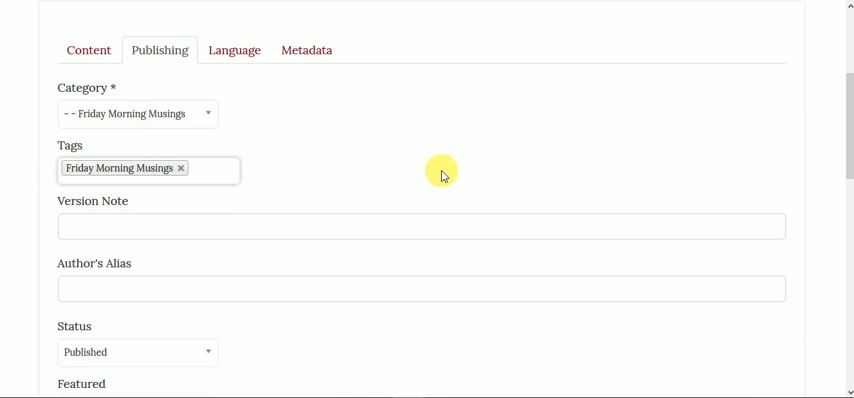 Content Publishing Language Metadata
Category *
- - Friday Morning Musings
Tags
Friday Morning Musings ×
Version Note
Author's Alias
Status
Published
Featured